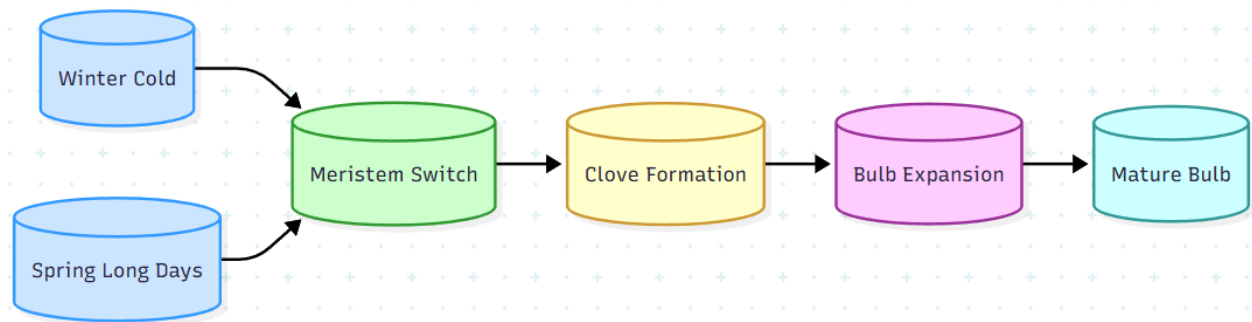 Winter Cold
Spring Long Days
Meristem Switch
Clove Formation
Bulb Expansion
Mature Bulb